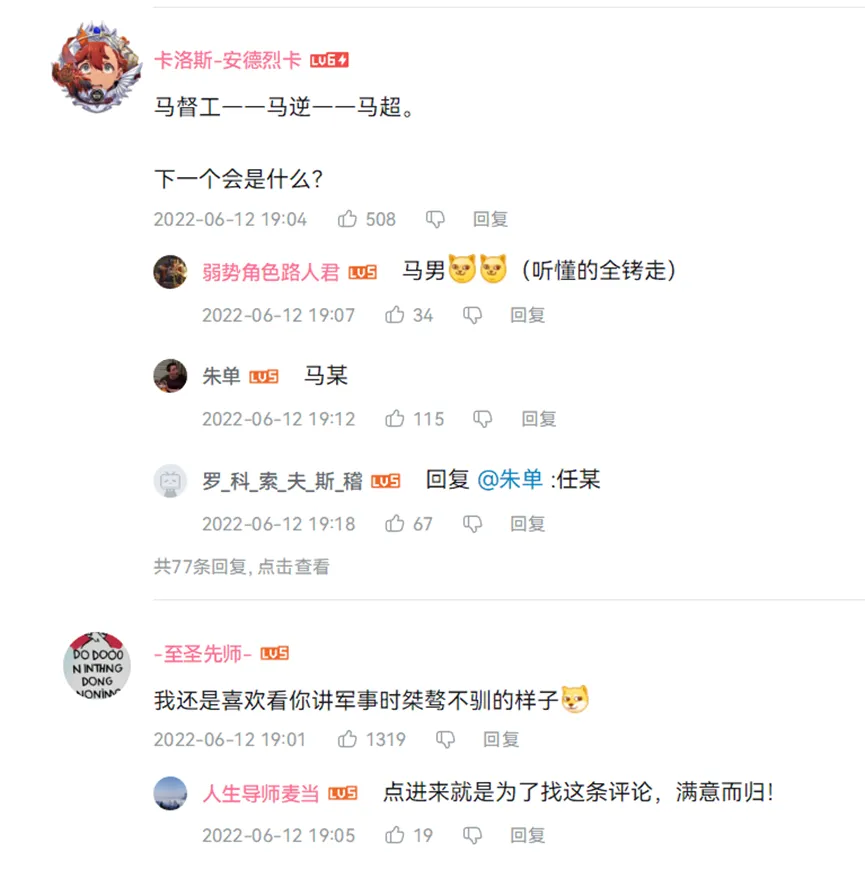 卡洛斯-安德烈卡 LV6
马督工一一马逆一一马超。
下一个会是什么?
2022-06-12 19:04 508 回复
弱势角色路人君 LV5 马男（听懂的全铐走）
2022-06-12 19:07 34 回复
朱单 LV5 马某
2022-06-12 19:12 115 回复
罗_科_索_夫_斯_稽 LV5 回复 @朱单 :任某
2022-06-12 19:18 67 回复
共77条回复, 点击查看
DO DOOO
N INTHNG
DONG
NONING
-至圣先师- LV5
我还是喜欢看你讲军事时桀骜不驯的样子
2022-06-12 19:01 1319 回复
人生导师麦当 LV5 点进来就是为了找这条评论，满意而归!
2022-06-12 19:05 19 回复